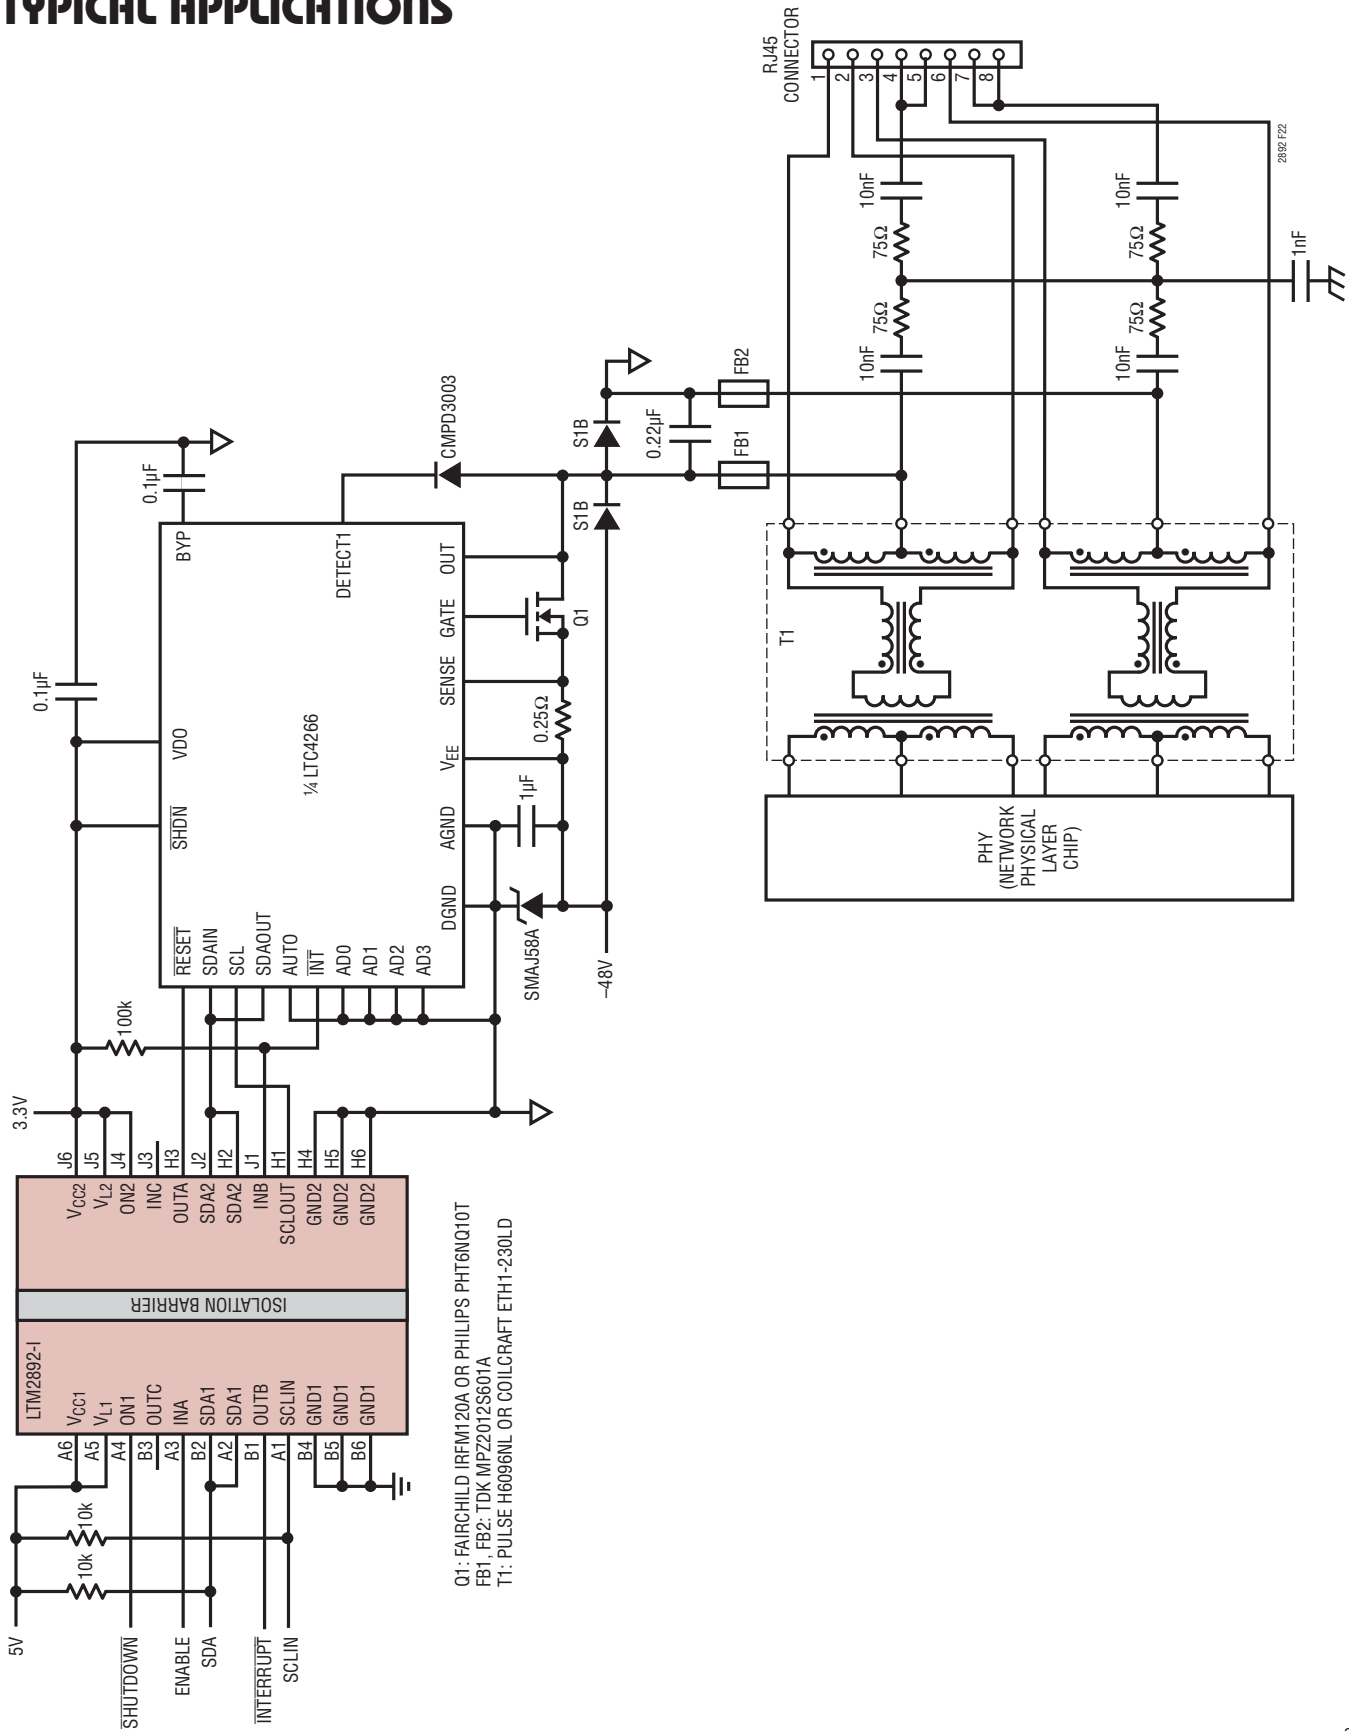 TYPICAL APPLICATIONS
RJ45
CONNECTOR
1
2
3
4
5
6
7
8
2892 F22
10nF
10nF
75Ω
75Ω
1nF
75Ω
75Ω
10nF
10nF
FB2
FB1
0.22µF
S1B
S1B
CMPD3003
0.1µF
0.1µF
BYP
DETECT1
OUT
GATE
SENSE
VEE
AGND
DGND
VDD
SHDN
¼ LTC4266
RESET
SDAIN
SCL
SDAOUT
AUTO
INT
AD0
AD1
AD2
AD3
Q1
0.25Ω
1µF
SMAJ58A
–48V
T1
PHY
(NETWORK
PHYSICAL
LAYER
CHIP)
100k
3.3V
J6
J5
J4
J3
H3
J2
H2
J1
H1
H4
H5
H6
VCC2
VL2
ON2
INC
OUTA
SDA2
SDA2
INB
SCLOUT
GND2
GND2
GND2
ISOLATION BARRIER
LTM2892-I
VCC1
VL1
ON1
OUTC
INA
SDA1
SDA1
OUTB
SCLIN
GND1
GND1
GND1
A6
A5
A4
B3
A3
B2
A2
B1
A1
B4
B5
B6
10k
10k
5V
SHUTDOWN
ENABLE
SDA
INTERRUPT
SCLIN
Q1: FAIRCHILD IRFM120A OR PHILIPS PHT6NQ10T
FB1, FB2: TDK MPZ2012S601A
T1: PULSE H6096NL OR COILCRAFT ETH1-230LD